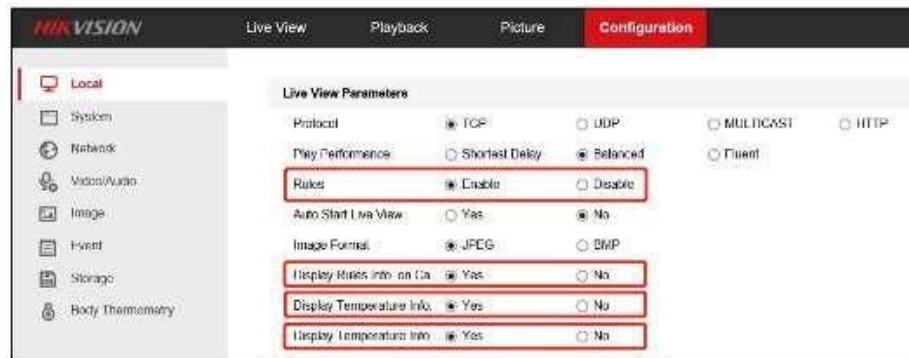 HIKVISION
Live View Playback Picture Configuration
Local
System
Network
Video/Audio
Image
Event
Storage
Body Thermometry
Live View Parameters
Protocol TCP UDP MULTICAST HTTP
Play Performance Shortest Delay Balanced Fluent
Rules Enable Disable
Auto Start Live View Yes No
Image Format JPEG BMP
Display Rules Info. on Ca Yes No
Display Temperature Info. Yes No
Display Temperature Info Yes No